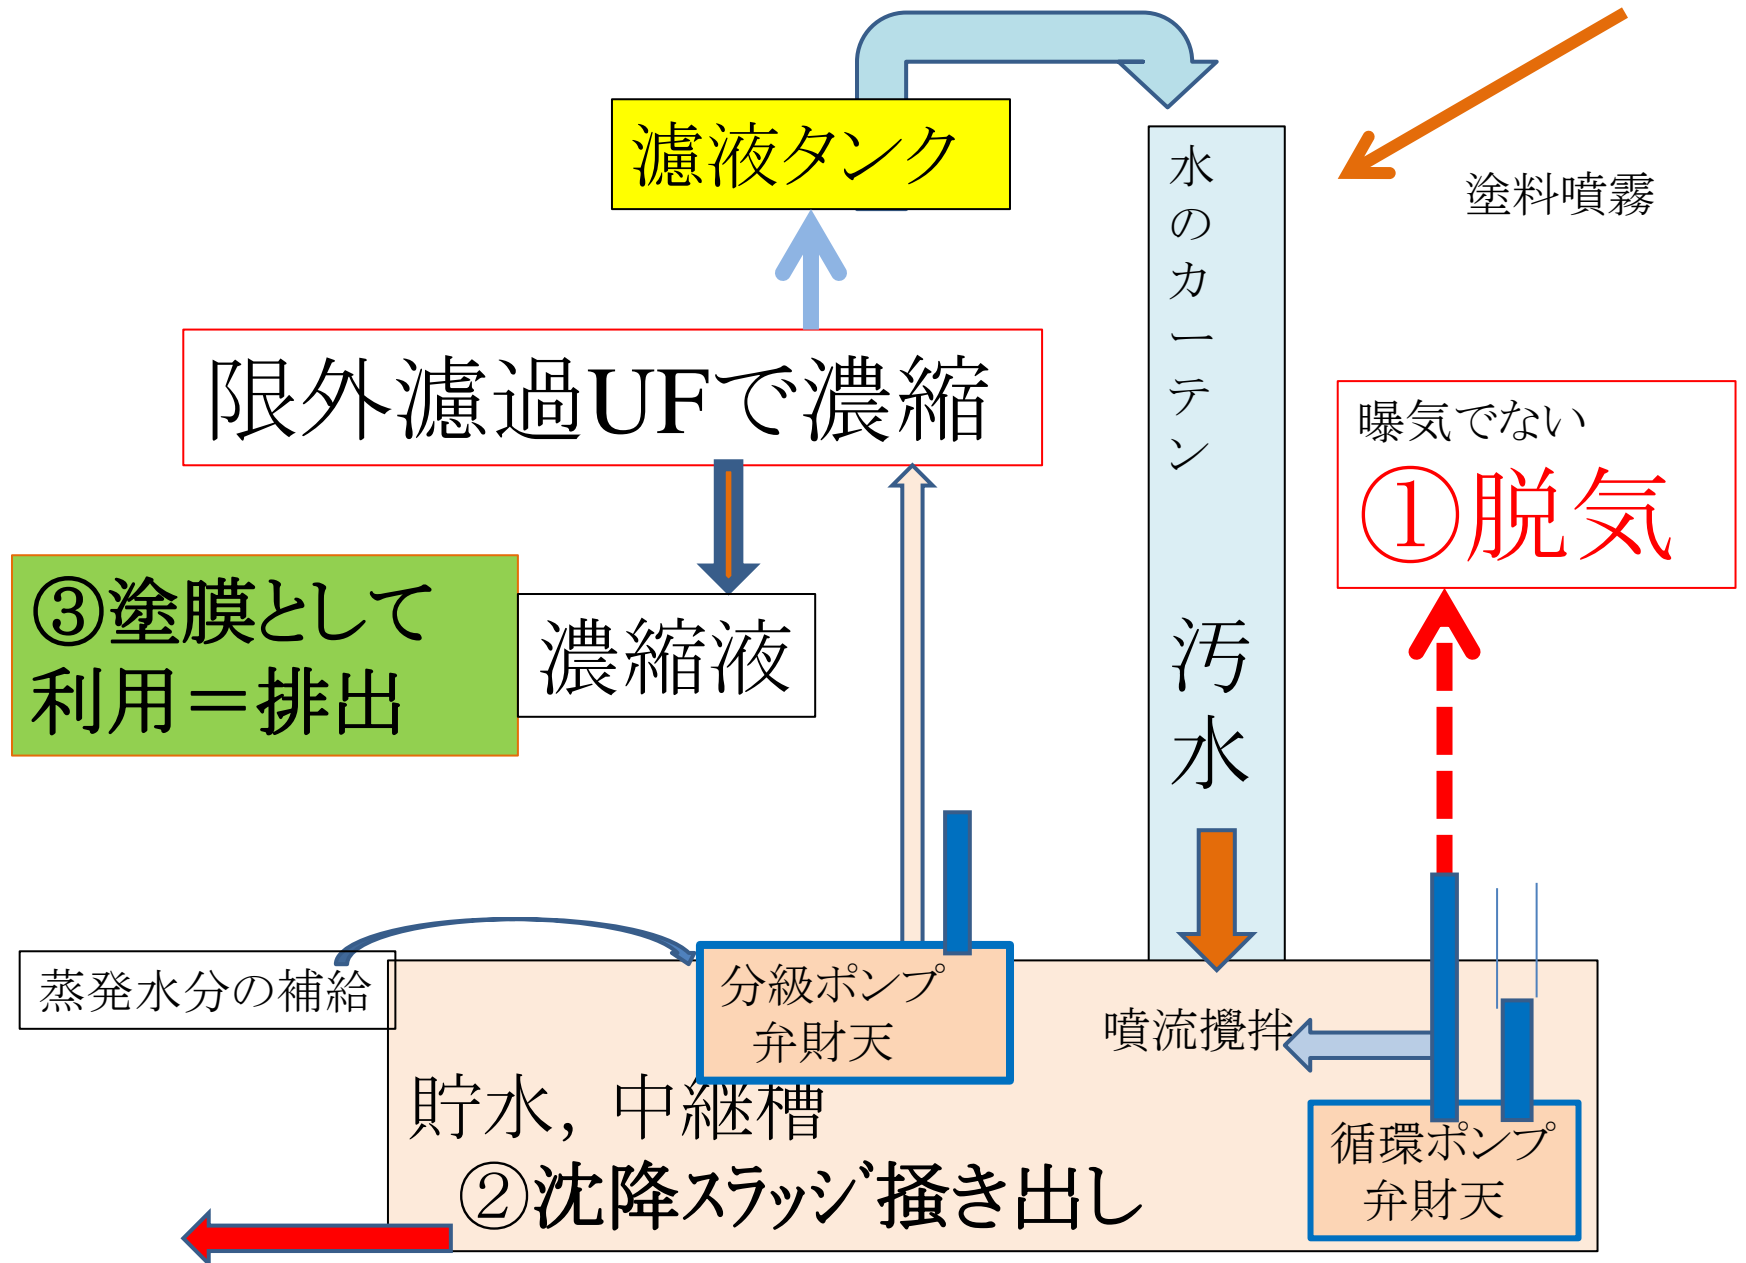 濾液タンク
水のカーテン
汚水
塗料噴霧
限外濾過UFで濃縮
曝気でない
①脱気
③塗膜として
利用＝排出
濃縮液
蒸発水分の補給
分級ポンプ
弁財天
噴流攪拌
貯水，中継槽
②沈降ｽﾗｯｼﾞ掻き出し
循環ポンプ
弁財天